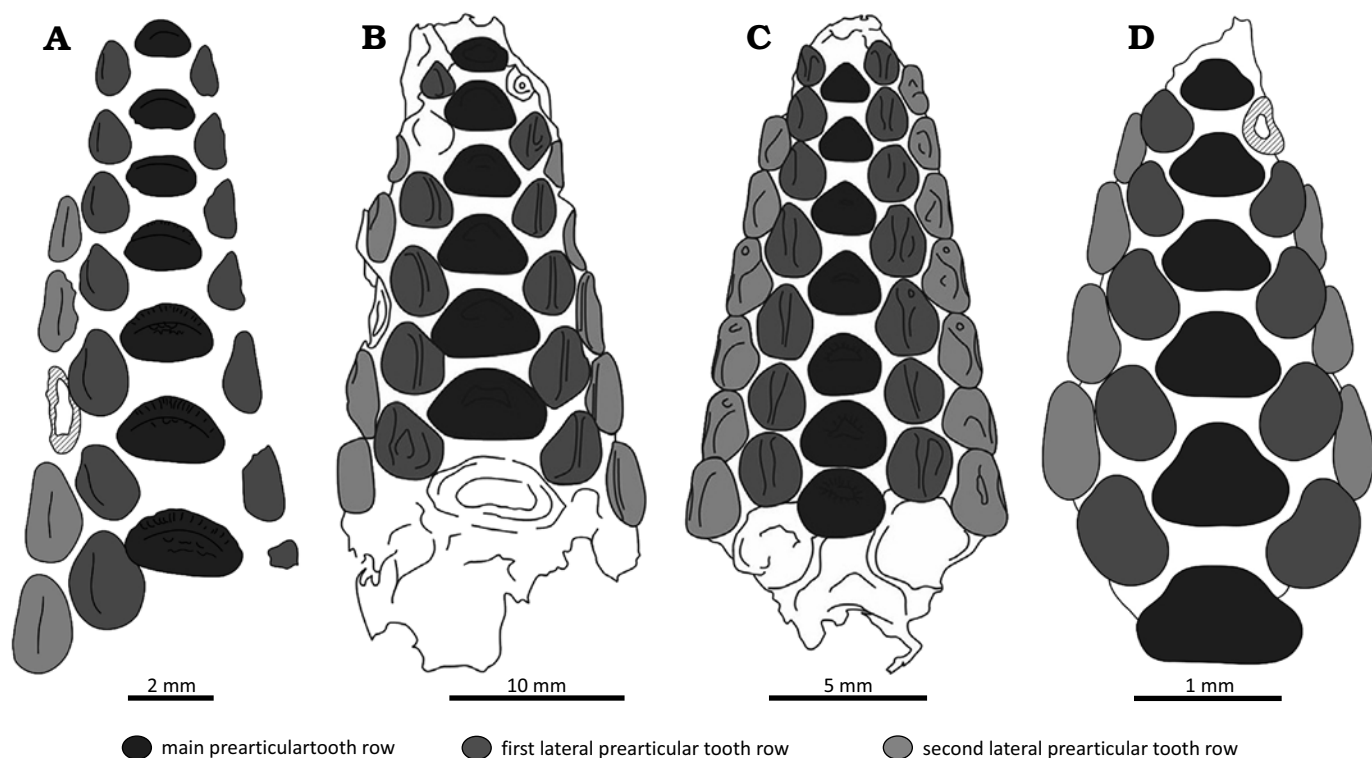 A
B
C
D
2 mm
10 mm
5 mm
1 mm
main prearticulartooth row
first lateral prearticular tooth row
second lateral prearticular tooth row